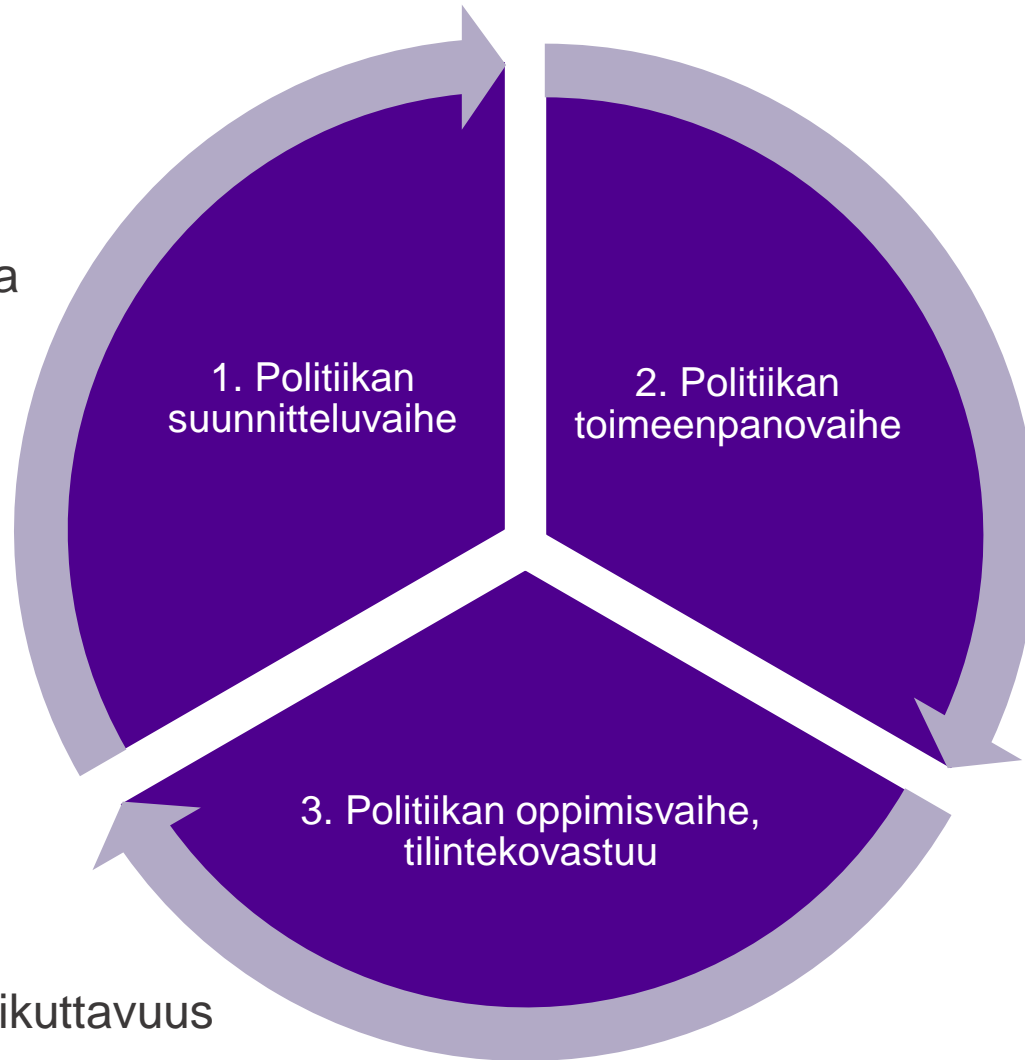 a
1. Politiikan
suunnitteluvaihe
2. Politiikan
toimeenpanovaihe
3. Politiikan oppimisvaihe,
tilintekovastuu
ikuttavuus